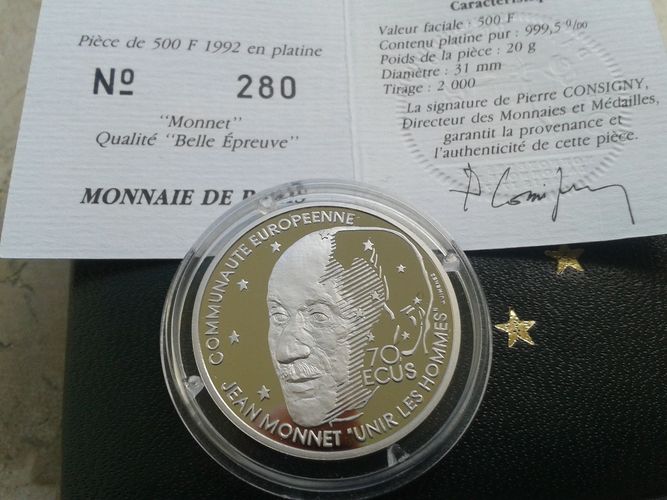 Pièce de 500 F 1992 en platine
Nº 280
"Monnet"
Qualité "Belle Épreuve"
MONNAIE DE
Valeur faciale : 500 F
Contenu platine pur : 999,5 º/oo
Poids de la pièce : 20 g
Diamètre : 31 mm
Tirage : 2 000
La signature de Pierre CONSIGNY,
Directeur des Monnaies et Médailles,
garantit la provenance et
l'authenticité de cette pièce.
COMMUNAUTE EUROPEENNE
70
ECUS
JEAN MONNET "UNIR LES HOMMES"